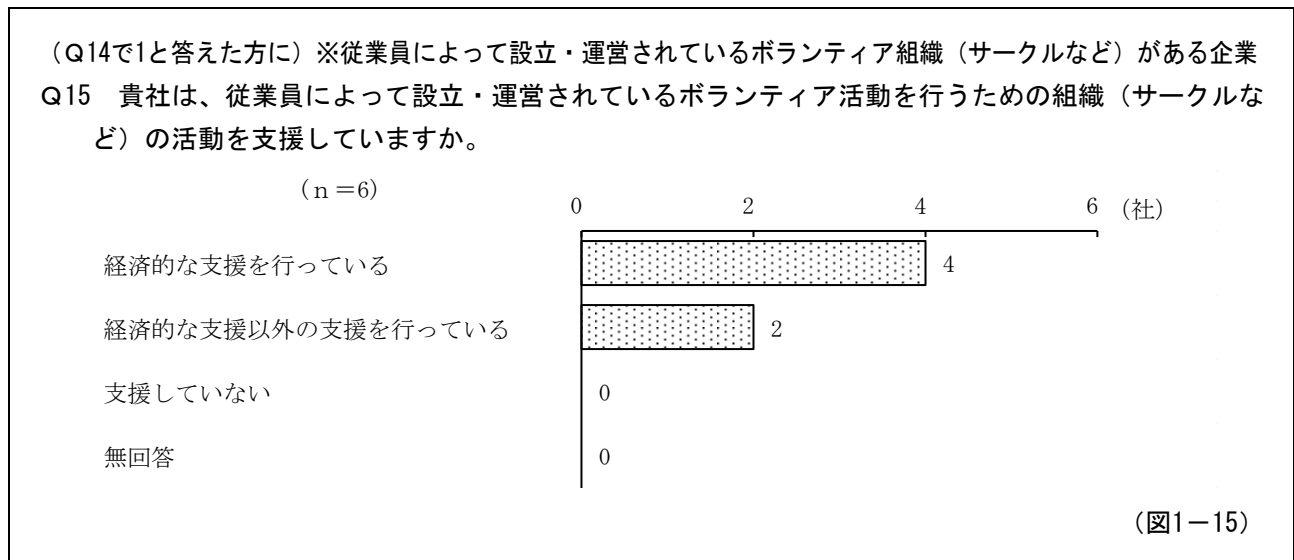 （Q14で1と答えた方に）※従業員によって設立・運営されているボランティア組織（サークルなど）がある企業
Q15　貴社は、従業員によって設立・運営されているボランティア活動を行うための組織（サークルな
ど）の活動を支援していますか。
（ｎ＝6）
0 2 4 6 （社）
経済的な支援を行っている 4
経済的な支援以外の支援を行っている 2
支援していない 0
無回答 0
（図1－15）